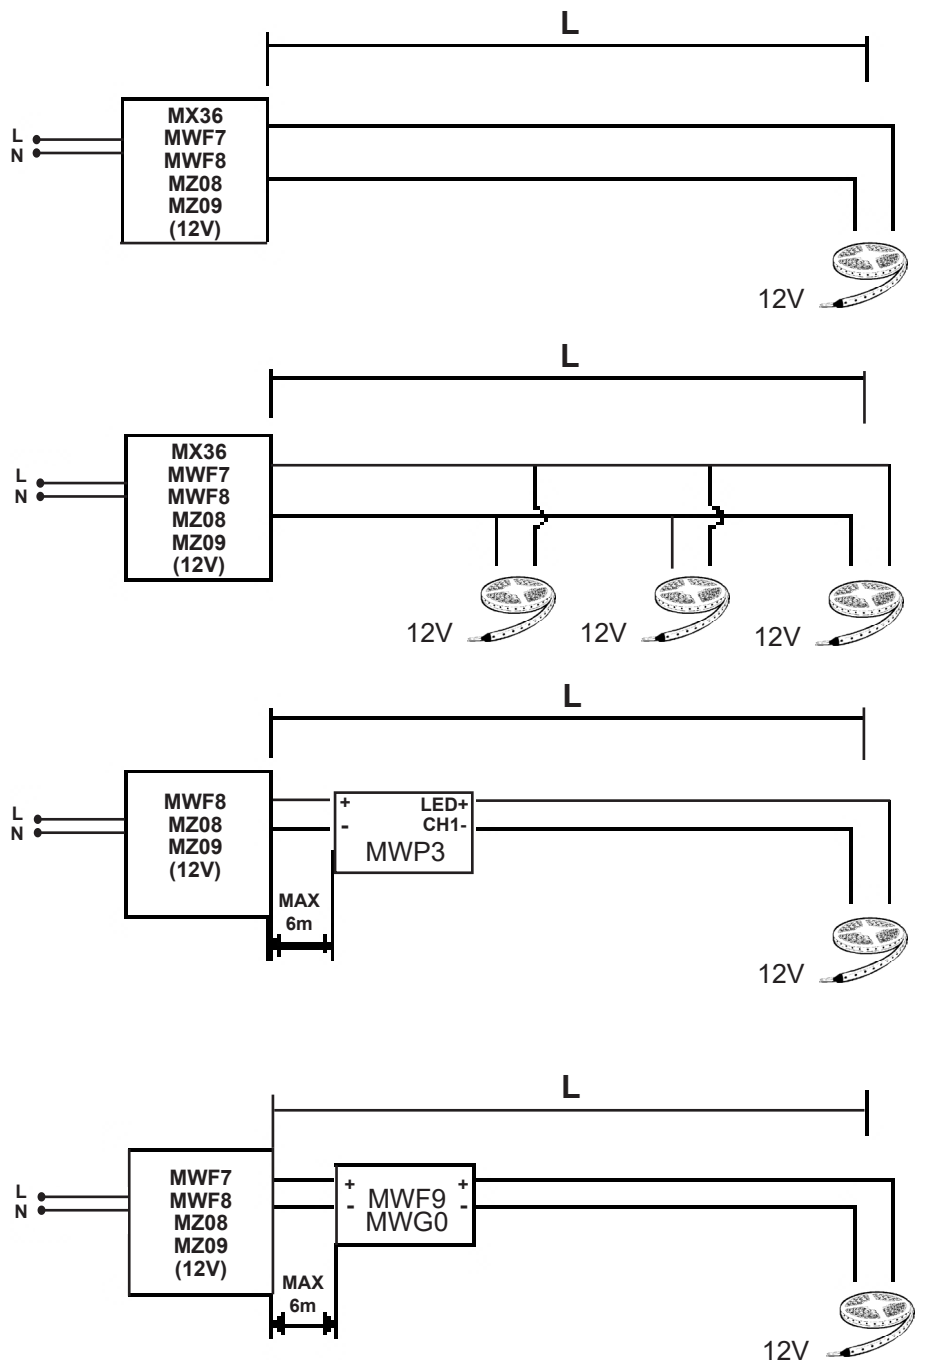 L
L
N
MX36
MWF7
MWF8
MZ08
MZ09
(12V)
12V
L
L
N
MX36
MWF7
MWF8
MZ08
MZ09
(12V)
12V
12V
12V
L
L
N
MWF8
MZ08
MZ09
(12V)
+ LED+
- CH1-
MWP3
MAX
6m
12V
L
L
N
MWF7
MWF8
MZ08
MZ09
(12V)
+ MWF9 +
- MWG0 -
MAX
6m
12V